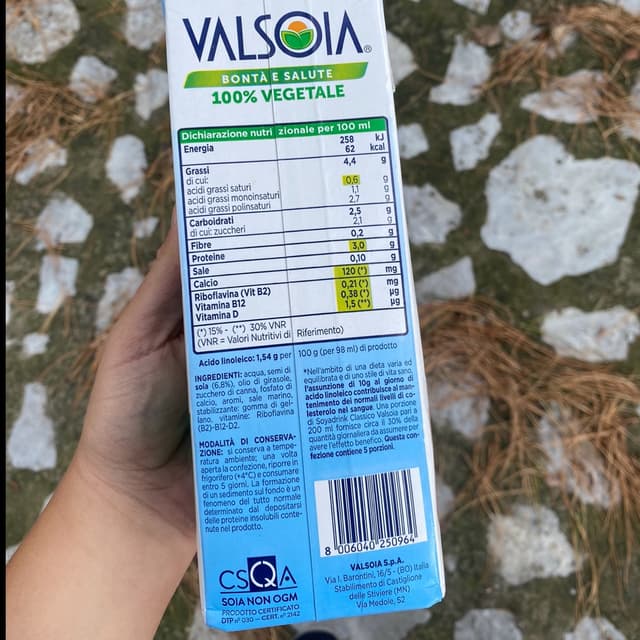 VALSOIA®
BONTÀ E SALUTE
100% VEGETALE
Dichiarazione nutrizionale per 100 ml
Energia 258 kJ
62 kcal
Grassi 4,4 g
di cui:
acidi grassi saturi 0,6 g
acidi grassi monoinsaturi 1,1 g
acidi grassi polinsaturi 2,7 g
Carboidrati 2,5 g
di cui: zuccheri 2,1 g
Fibre 0,2 g
Proteine 3,0 g
Sale 0,10 g
Calcio 120 (*) mg
Riboflavina (Vit B2) 0,21 (*) mg
Vitamina B12 0,38 (*) µg
Vitamina D 1,5 (**) µg
(*) 15% - (**) 30% VNR
(VNR = Valori Nutritivi di Riferimento)
Acido linoleico: 1,54 g per 100 g (per 98 ml) di prodotto
INGREDIENTI: acqua, semi di
soia (6,8%), olio di girasole,
zucchero di canna, fosfato di
calcio, aromi, sale marino,
stabilizzante: gomma di gel-
lano, vitamine: Riboflavina
(B2)-B12-D2.
MODALITÀ DI CONSERVA-
ZIONE: si conserva a tempe-
ratura ambiente; una volta
aperta la confezione, riporre in
frigorifero (+4°C) e consumare
entro 5 giorni. La formazione
di un sedimento sul fondo è un
fenomeno del tutto normale
determinato dal depositarsi
delle proteine insolubili conte-
nute nel prodotto.
*Nell'ambito di una dieta varia ed
equilibrata e di uno stile di vita sano,
l'assunzione di 10g al giorno di
acido linoleico contribuisce al man-
tenimento dei normali livelli di co-
lesterolo nel sangue. Una porzione
di Soyadrink Classico Valsoia pari a
200 ml fornisce circa il 30% della
quantità giornaliera da assumere per
avere l'effetto benefico. Questa con-
fezione contiene 5 porzioni.
8 006040 250964
CSQA
SOIA NON OGM
PRODOTTO CERTIFICATO
DTP n° 030 – CERT. n° 2142
VALSOIA S.p.A.
Via I. Barontini, 16/5 - (BO) Italia
Stabilimento di Castiglione
delle Stiviere (MN)
Via Medole, 52